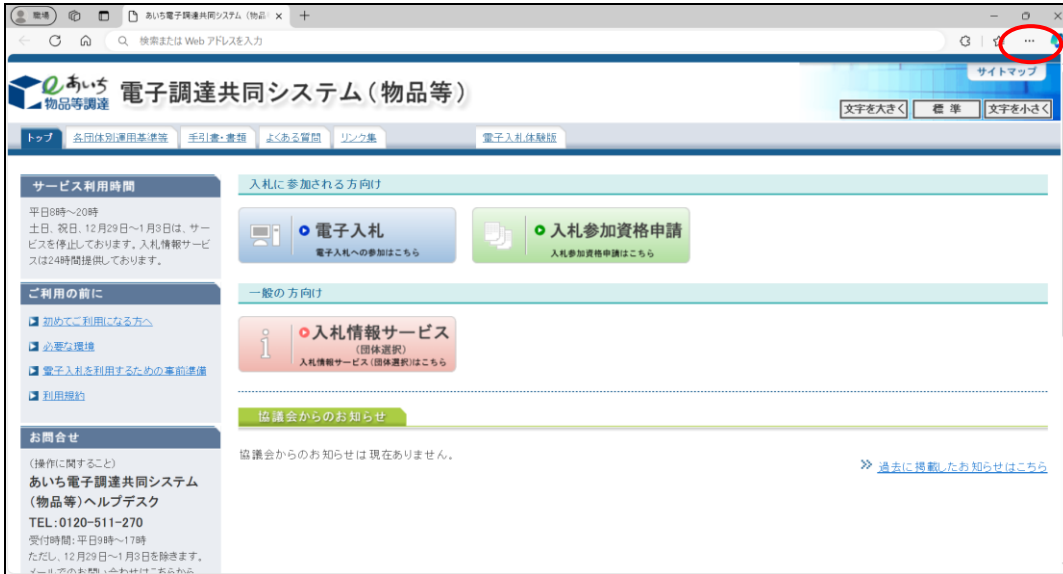 職場
あいち電子調達共同システム（物品
検索または Web アドレスを入力
サイトマップ
あいち
物品等調達
電子調達共同システム（物品等）
文字を大きく 標 準 文字を小さく
トップ 各団体別運用基準等 手引書・書類 よくある質問 リンク集 電子入札体験版
サービス利用時間
平日8時～20時
土日、祝日、12月29日～1月3日は、サー
ビスを停止しております。入札情報サービ
スは24時間提供しております。
ご利用の前に
初めてご利用になる方へ
必要な環境
電子入札を利用するための事前準備
利用規約
お問合せ
（操作に関すること）
あいち電子調達共同システム
（物品等）ヘルプデスク
TEL：0120-511-270
受付時間：平日9時～17時
ただし、12月29日～1月3日を除きます。
メールでのお問い合わせはこちらから
入札に参加される方向け
電子入札
電子入札への参加はこちら
入札参加資格申請
入札参加資格申請はこちら
一般の方向け
入札情報サービス
（団体選択）
入札情報サービス（団体選択）はこちら
協議会からのお知らせ
協議会からのお知らせは現在ありません。
過去に掲載したお知らせはこちら